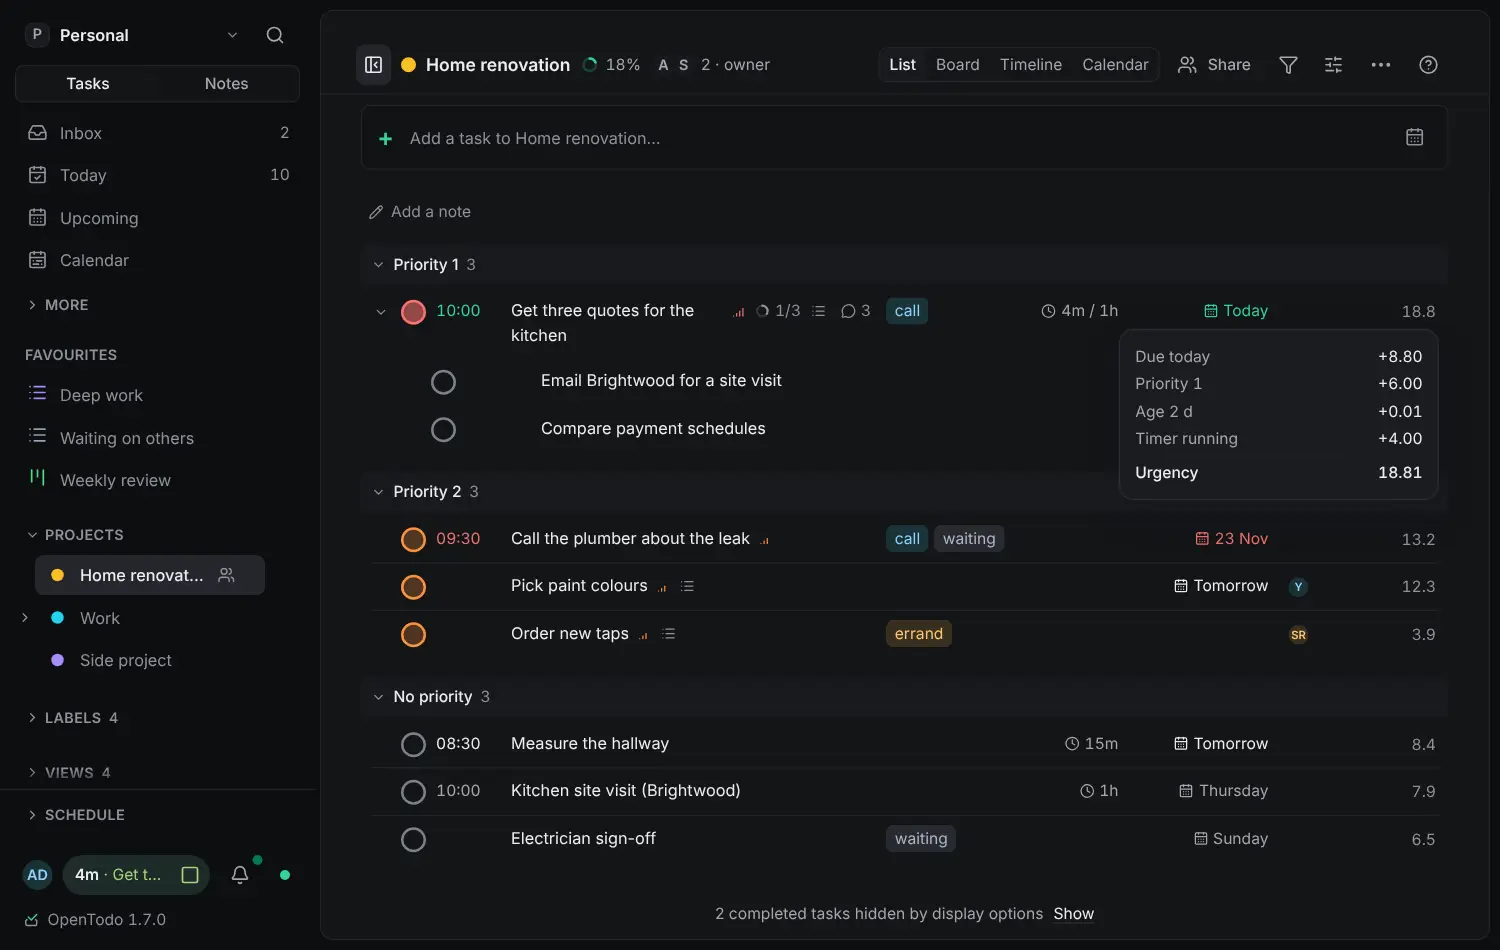 P Personal
Tasks Notes
Inbox 2
Today 10
Upcoming
Calendar
MORE
FAVOURITES
Deep work
Waiting on others
Weekly review
PROJECTS
Home renovat...
Work
Side project
LABELS 4
VIEWS 4
SCHEDULE
AD 4m · Get t...
OpenTodo 1.7.0
Home renovation 18% A S 2 · owner List Board Timeline Calendar Share
Add a task to Home renovation...
Add a note
Priority 1 3
10:00 Get three quotes for the kitchen 1/3 3 call 4m / 1h Today 18.8
Email Brightwood for a site visit
Compare payment schedules
Due today +8.80
Priority 1 +6.00
Age 2 d +0.01
Timer running +4.00
Urgency 18.81
Priority 2 3
09:30 Call the plumber about the leak call waiting 23 Nov 13.2
Pick paint colours Tomorrow Y 12.3
Order new taps errand SR 3.9
No priority 3
08:30 Measure the hallway 15m Tomorrow 8.4
10:00 Kitchen site visit (Brightwood) 1h Thursday 7.9
Electrician sign-off waiting Sunday 6.5
2 completed tasks hidden by display options Show